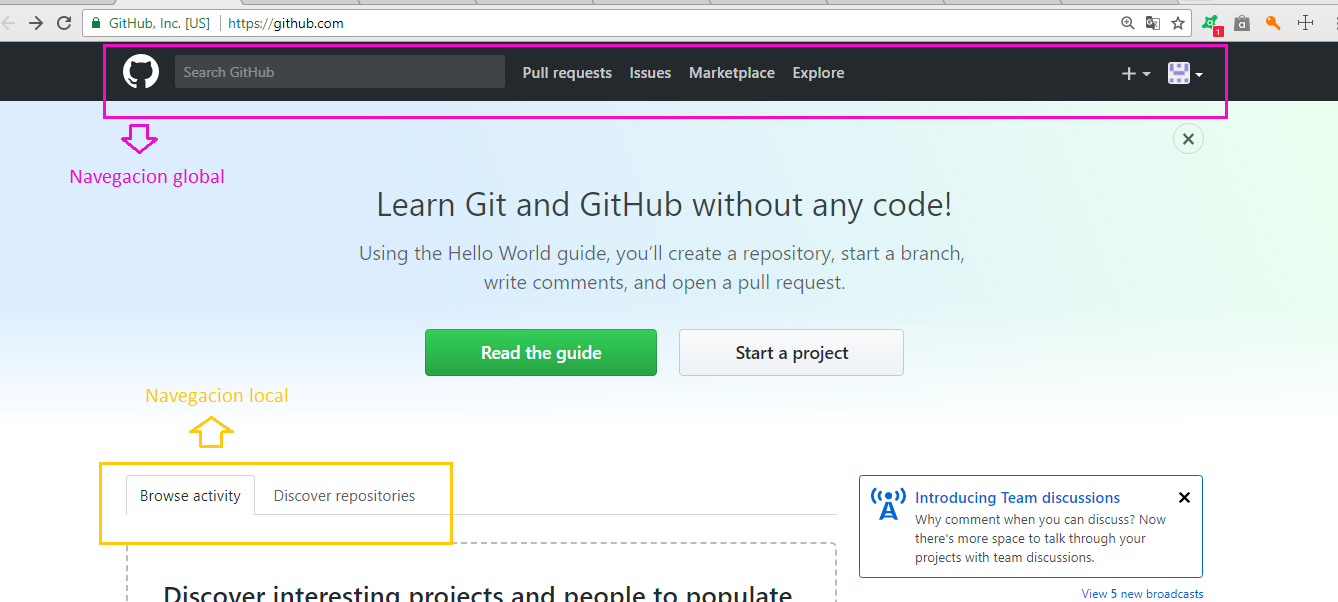 GitHub, Inc. [US] https://github.com
1
Search GitHub Pull requests Issues Marketplace Explore
Navegacion global
Learn Git and GitHub without any code!
Using the Hello World guide, you’ll create a repository, start a branch,
write comments, and open a pull request.
Read the guide Start a project
Navegacion local
Browse activity Discover repositories
Introducing Team discussions
Why comment when you can discuss? Now
there's more space to talk through your
projects with team discussions.
Discover interesting projects and people to populate
View 5 new broadcasts